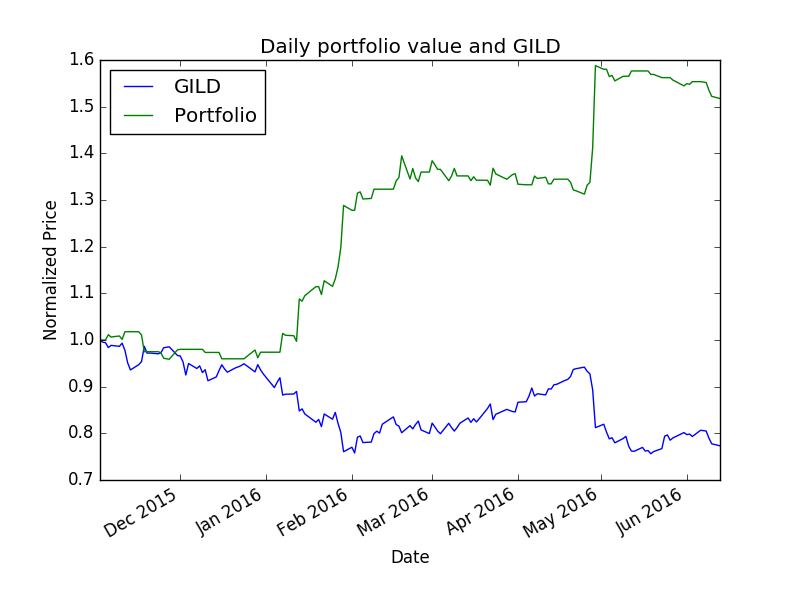 Daily portfolio value and GILD
GILD
Portfolio
1.6
1.5
1.4
1.3
1.2
1.1
1.0
0.9
0.8
0.7
Normalized Price
Dec 2015
Jan 2016
Feb 2016
Mar 2016
Apr 2016
May 2016
Jun 2016
Date